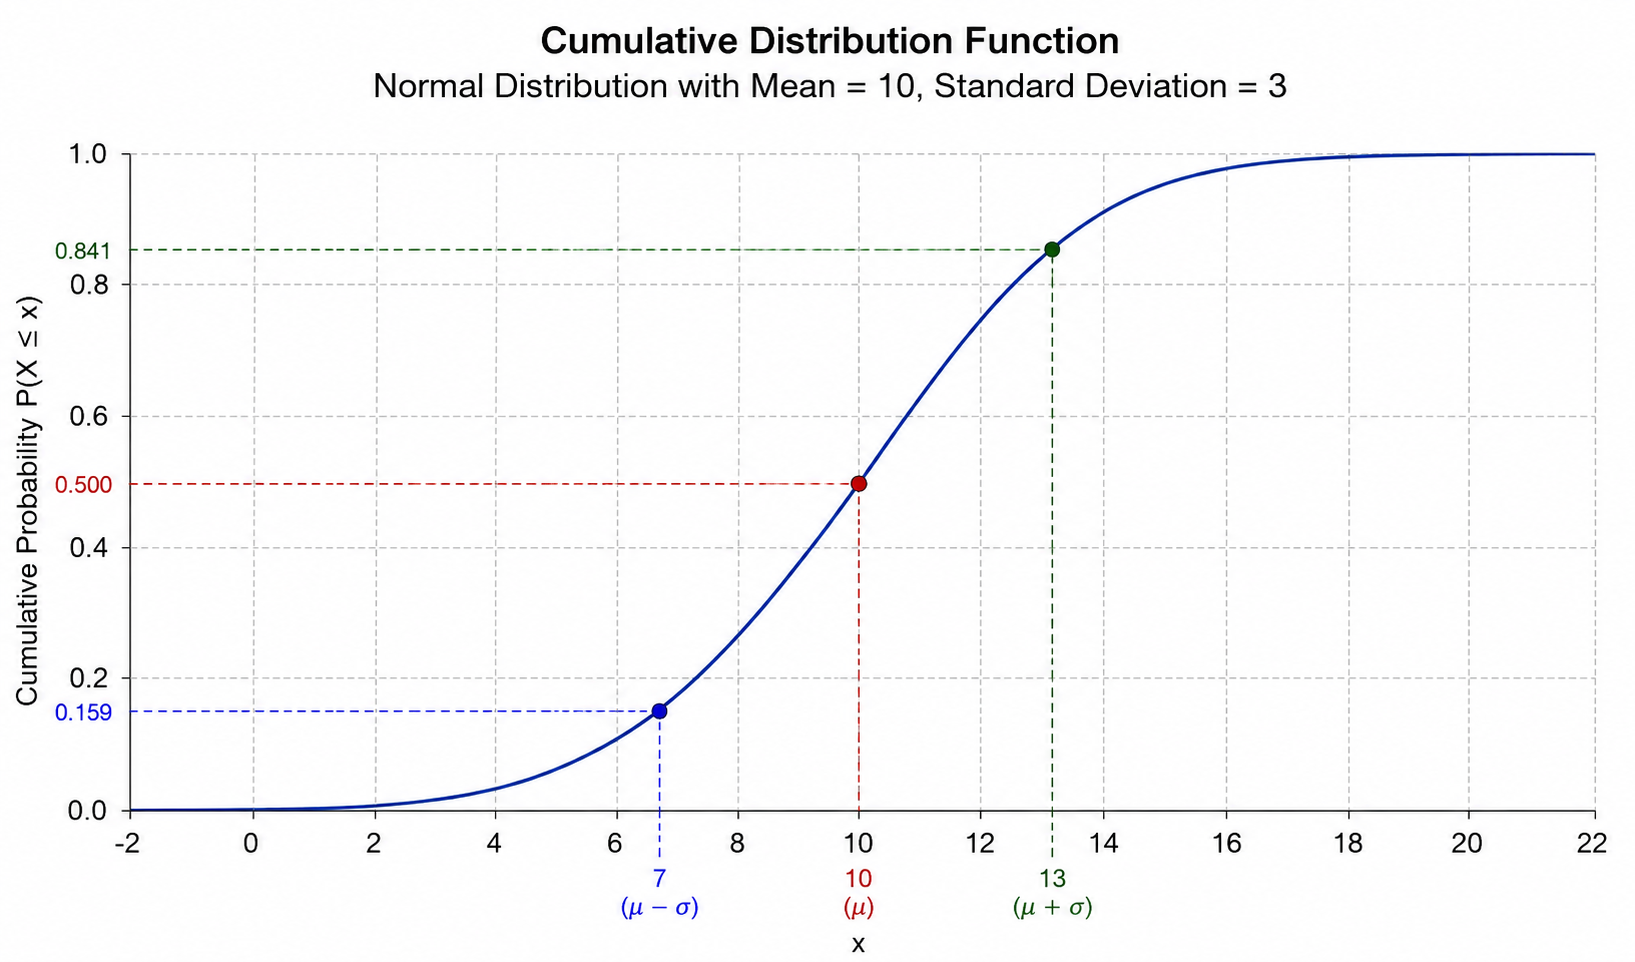 Cumulative Distribution Function
Normal Distribution with Mean = 10, Standard Deviation = 3
Cumulative Probability P(X ≤ x)
1.0
0.841
0.8
0.6
0.500
0.4
0.2
0.159
0.0
-2 0 2 4 6 8 10 12 14 16 18 20 22
7 10 13
(μ − σ) (μ) (μ + σ)
x